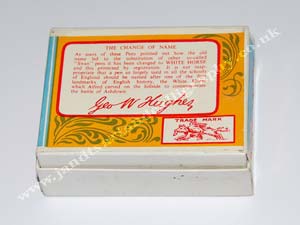 THE CHANGE OF NAME
As users of these Pens pointed out how the old
name led to the substitution of other so-called
"Swan" pens it has been changed to WHITE HORSE
and this protected by registration. It is not inap-
propriate that a pen so largely used in all the schools
of England should be named after one of the first
landmarks of English history, the White Horse
which Alfred carved on the hillside to commemorate
the battle of Ashdown.
Geo W Hughes
TRADE MARK